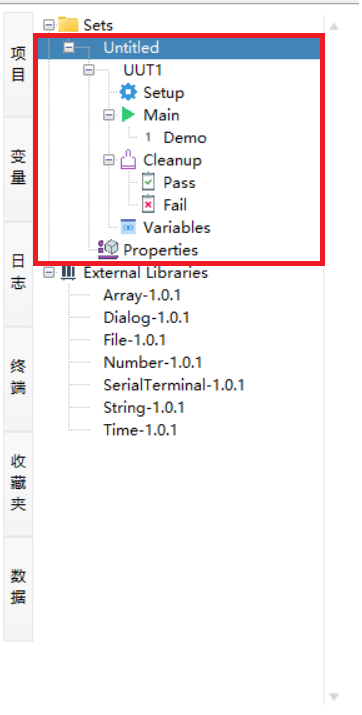 项目
变量
日志
终端
收藏夹
数据
Sets
Untitled
UUT1
Setup
Main
1 Demo
Cleanup
Pass
Fail
Variables
Properties
External Libraries
Array-1.0.1
Dialog-1.0.1
File-1.0.1
Number-1.0.1
SerialTerminal-1.0.1
String-1.0.1
Time-1.0.1